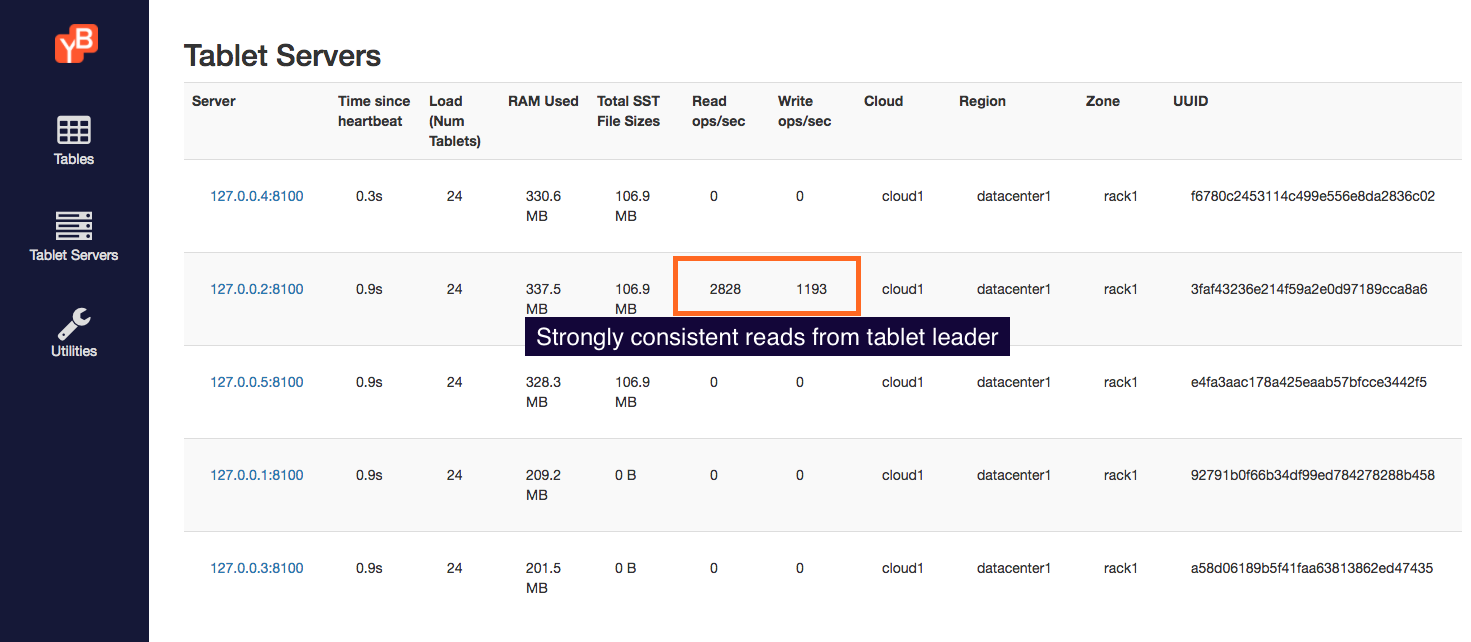 YB
Tablet Servers
Server Time since heartbeat Load (Num Tablets) RAM Used Total SST File Sizes Read ops/sec Write ops/sec Cloud Region Zone UUID
127.0.0.4:8100 0.3s 24 330.6 MB 106.9 MB 0 0 cloud1 datacenter1 rack1 f6780c2453114c499e556e8da2836c02
127.0.0.2:8100 0.9s 24 337.5 MB 106.9 MB 2828 1193 cloud1 datacenter1 rack1 3faf43236e214f59a2e0d97189cca8a6
Strongly consistent reads from tablet leader
127.0.0.5:8100 0.9s 24 328.3 MB 106.9 MB 0 0 cloud1 datacenter1 rack1 e4fa3aac178a425eaab57bfcce3442f5
127.0.0.1:8100 0.9s 24 209.2 MB 0 B 0 0 cloud1 datacenter1 rack1 92791b0f66b34df99ed784278288b458
127.0.0.3:8100 0.9s 24 201.5 MB 0 B 0 0 cloud1 datacenter1 rack1 a58d06189b5f41faa63813862ed47435
Tables
Tablet Servers
Utilities